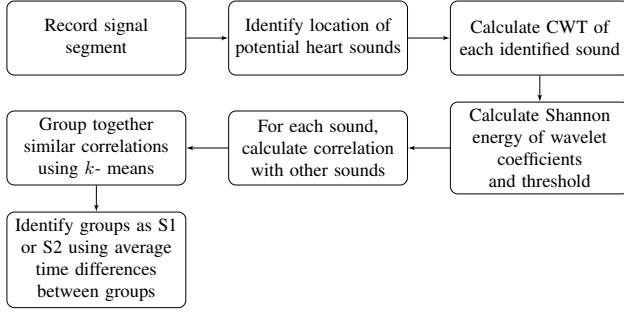 Record signal
segment
Identify location of
potential heart sounds
Calculate CWT of
each identified sound
Calculate Shannon
energy of wavelet
coefficients
and threshold
For each sound,
calculate correlation
with other sounds
Group together
similar correlations
using k- means
Identify groups as S1
or S2 using average
time differences
between groups